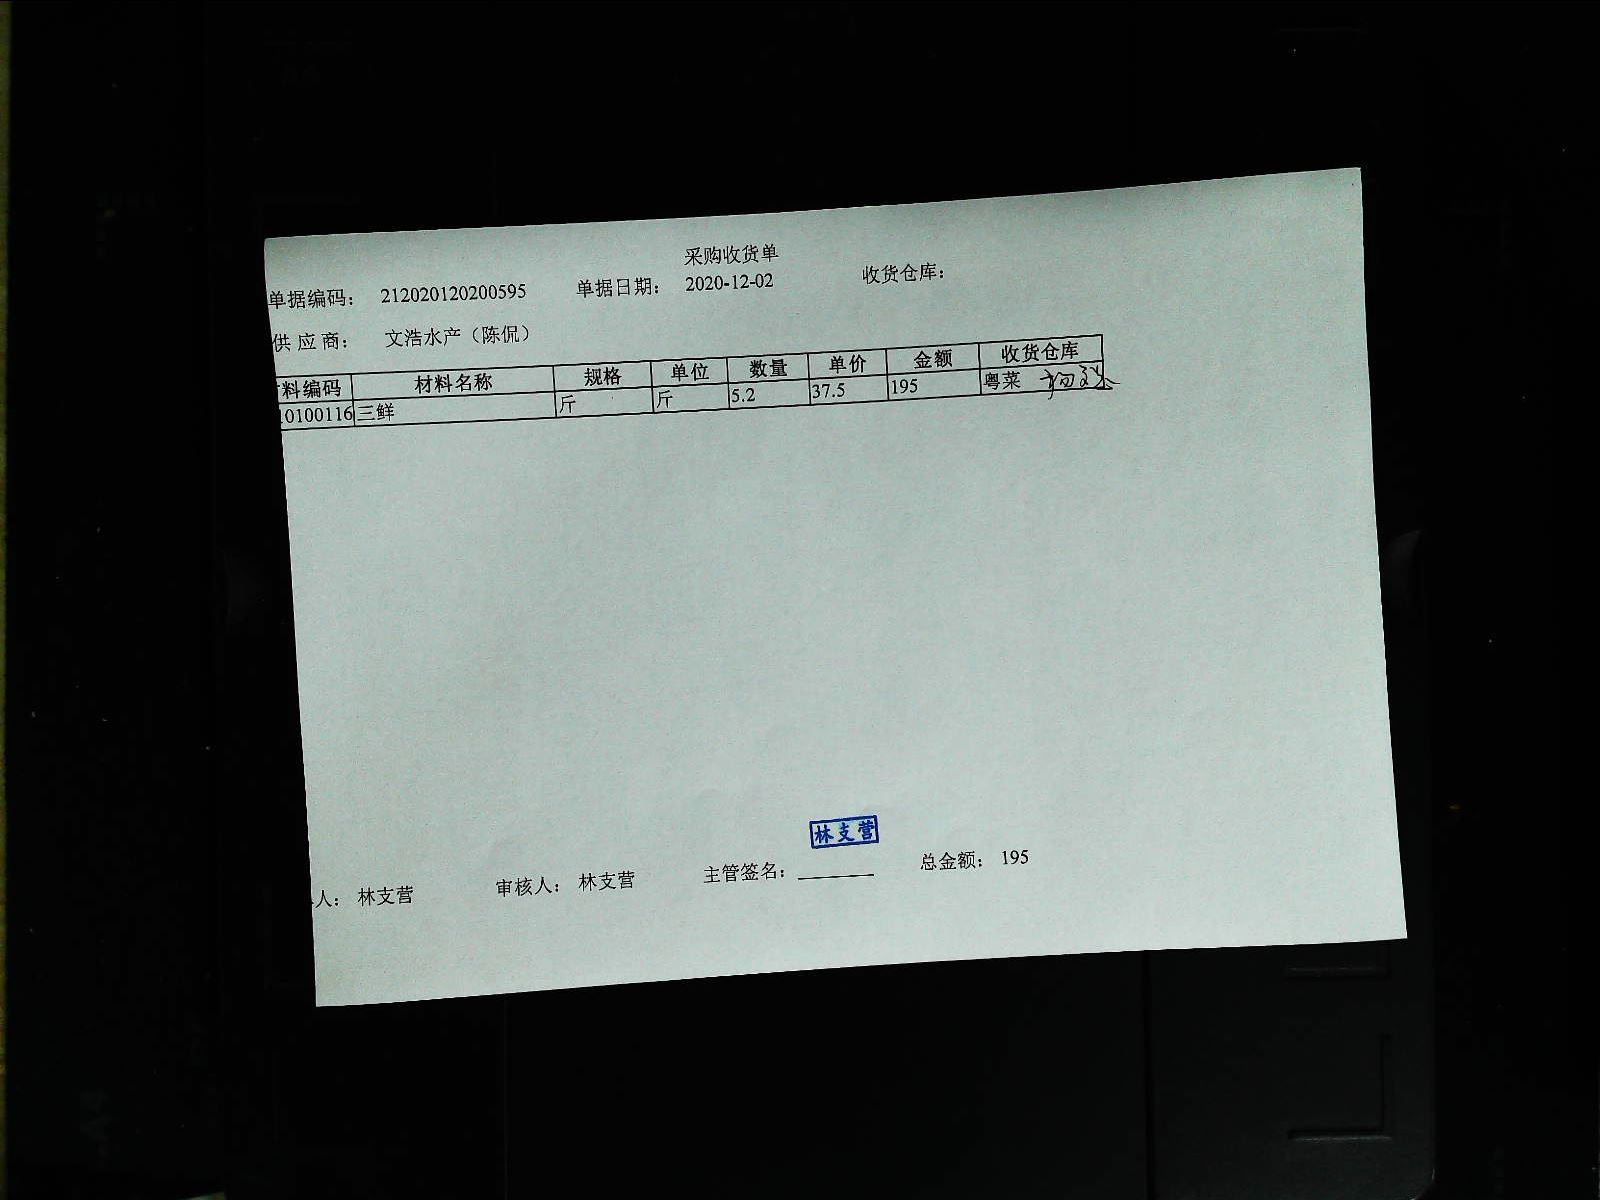 采购收货单
单据编码： 212020120200595 单据日期： 2020-12-02 收货仓库：
供 应 商： 文浩水产（陈侃）
料编码 材料名称 规格 单位 数量 单价 金额 收货仓库
10100116 三鲜 斤 斤 5.2 37.5 195 粤菜
林支营
人： 林支营 审核人： 林支营 主管签名： 总金额： 195